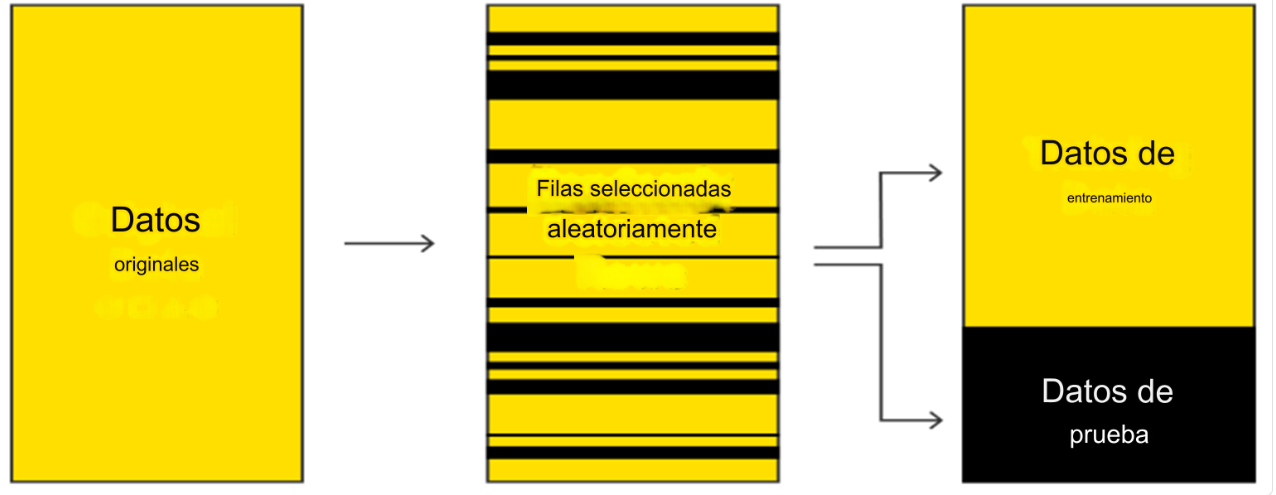 Datos
originales
Filas seleccionadas
aleatoriamente
Datos de
entrenamiento
Datos de
prueba